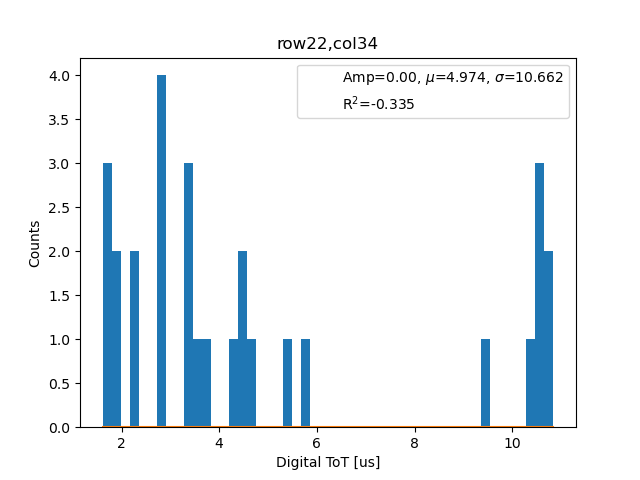 row22,col34
Amp=0.00, μ=4.974, σ=10.662
R²=-0.335
4.0
3.5
3.0
2.5
2.0
1.5
1.0
0.5
0.0
Counts
2 4 6 8 10
Digital ToT [us]